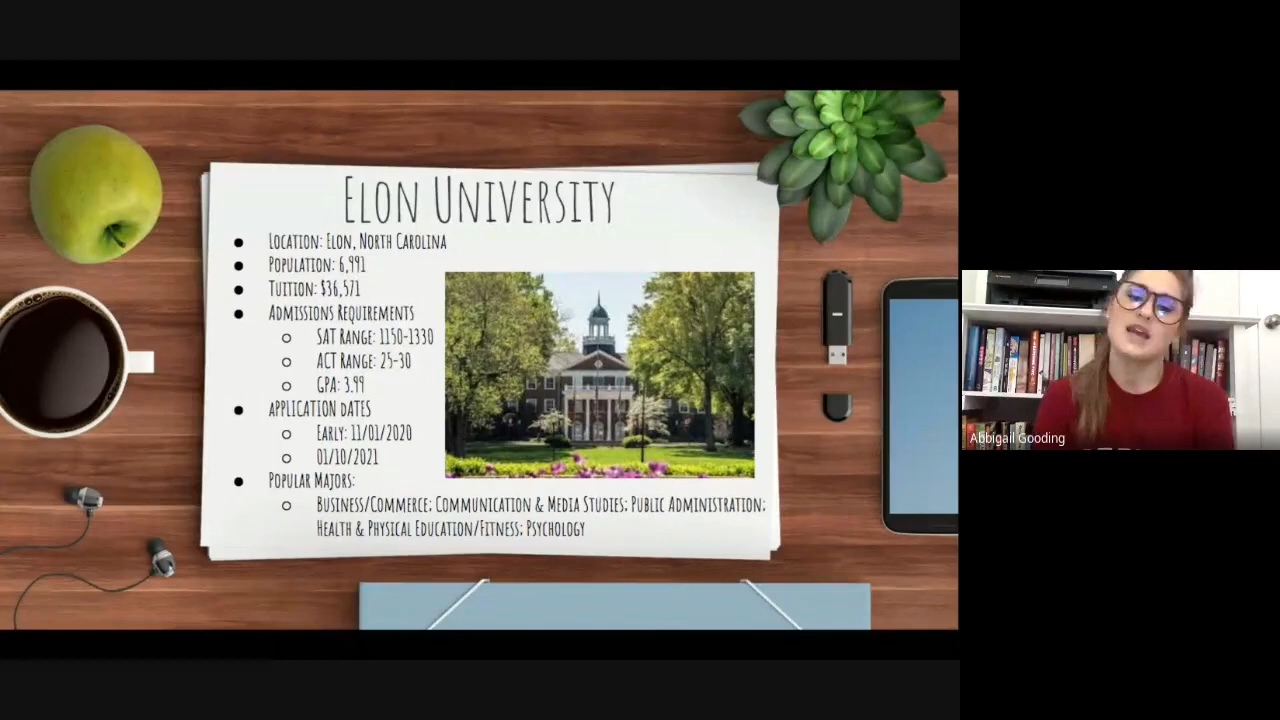 Elon University
● Location: Elon, North Carolina
● Population: 6,991
● Tuition: $36,571
● Admissions Requirements
○ SAT Range: 1150-1330
○ ACT Range: 25-30
○ GPA: 3.99
● APPLICATION dATES
○ Early: 11/01/2020
○ 01/10/2021
● Popular Majors:
○ Business/Commerce; Communication & Media Studies; Public Administration;
Health & Physical Education/Fitness; Psychology
Abbigail Gooding